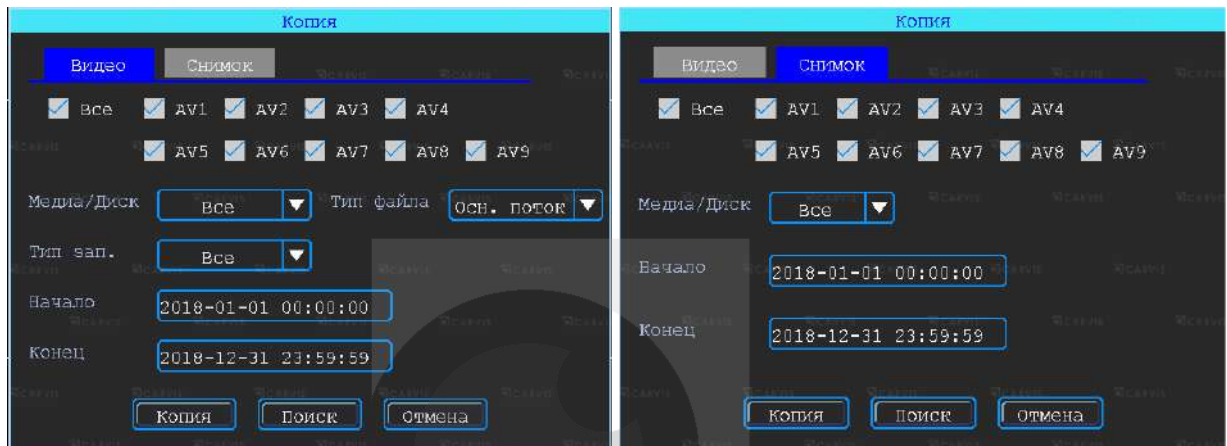 Копия
Видео Снимок
Все AV1 AV2 AV3 AV4
AV5 AV6 AV7 AV8 AV9
Медиа/Диск Все Тип файла Осн. поток
Тип зап. Все
Начало 2018-01-01 00:00:00
Конец 2018-12-31 23:59:59
Копия Поиск Отмена
Копия
Видео Снимок
Все AV1 AV2 AV3 AV4
AV5 AV6 AV7 AV8 AV9
Медиа/Диск Все
Начало 2018-01-01 00:00:00
Конец 2018-12-31 23:59:59
Копия Поиск Отмена